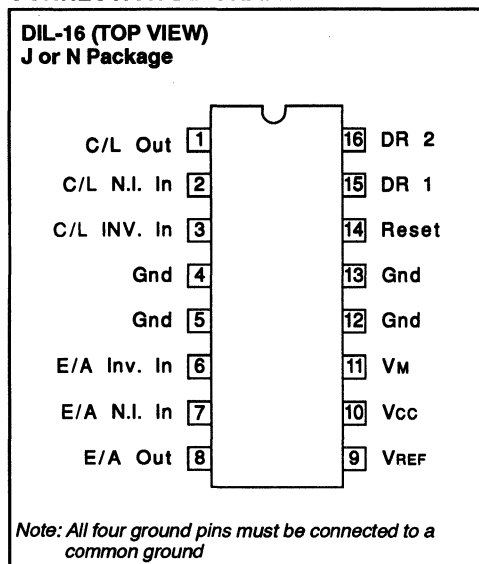 DIL-16 (TOP VIEW)
J or N Package
C/L Out 1
C/L N.I. In 2
C/L INV. In 3
Gnd 4
Gnd 5
E/A Inv. In 6
E/A N.I. In 7
E/A Out 8
16 DR 2
15 DR 1
14 Reset
13 Gnd
12 Gnd
11 VM
10 VCC
9 VREF
Note: All four ground pins must be connected to a
common ground